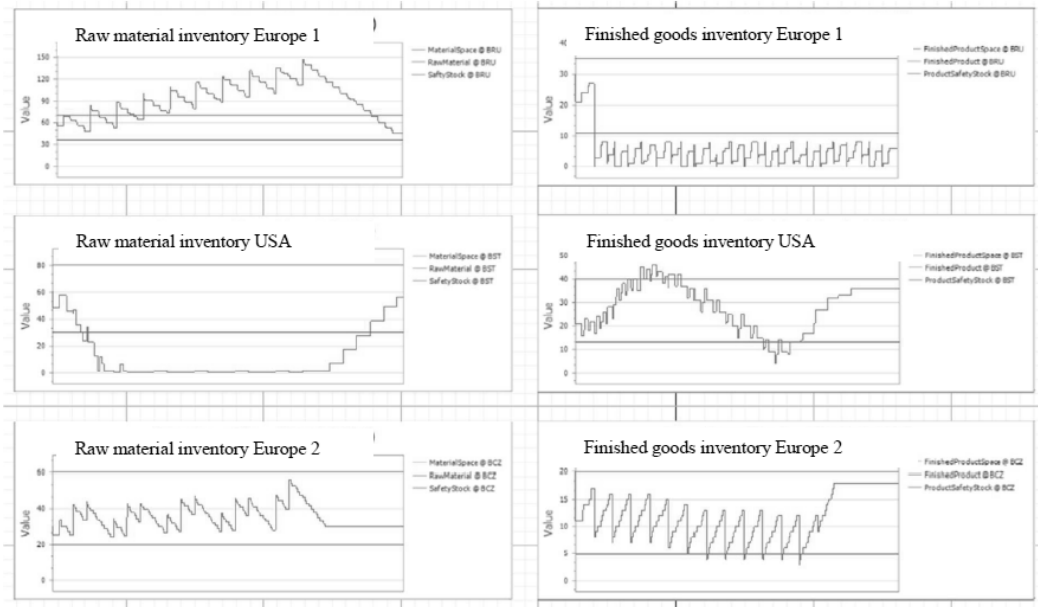 Raw material inventory Europe 1
150
120
90
60
30
0
Value
MaterialSpace @ BRU
RawMaterial @ BRU
SaftyStock @ BRU
Finished goods inventory Europe 1
30
20
10
0
Value
FinishedProductSpace @ BRU
FinishedProduct @ BRU
ProductSafetyStock @ BRU
Raw material inventory USA
80
60
40
20
0
Value
MaterialSpace @ BST
RawMaterial @ BST
SafetyStock @ BST
Finished goods inventory USA
50
40
30
20
10
0
Value
FinishedProductSpace @ BST
FinishedProduct @ BST
ProductSafetyStock @ BST
Raw material inventory Europe 2
60
40
20
0
Value
MaterialSpace @ BCZ
RawMaterial @ BCZ
SafetyStock @ BCZ
Finished goods inventory Europe 2
20
15
10
5
0
Value
FinishedProductSpace @ BCZ
FinishedProduct @ BCZ
ProductSafetyStock @ BCZ